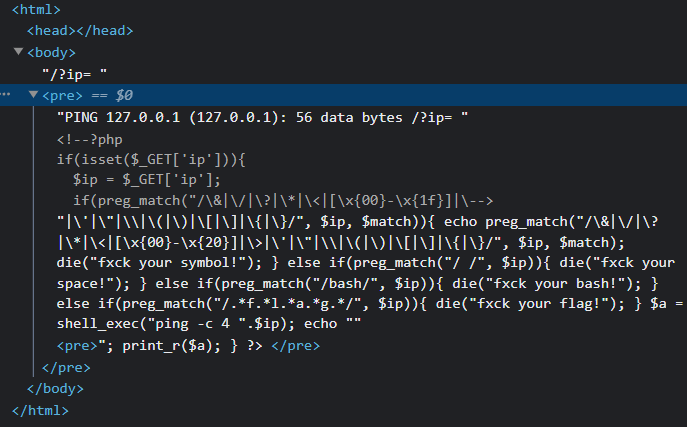 <html>
<head></head>
▼<body>
"/?ip= "
··· ▼<pre> == $0
"PING 127.0.0.1 (127.0.0.1): 56 data bytes /?ip= "
<!--?php
if(isset($_GET['ip'])){
$ip = $_GET['ip'];
if(preg_match("/\&|\/|\?|\*|\<|[\x{00}-\x{1f}]|\-->
"|\'|\"|\\|\(|\)|\[|\]|\{|\}/", $ip, $match)){ echo preg_match("/\&|\/|\?
|\*|\<|[\x{00}-\x{20}]|\>|\'|\"|\\|\(|\)|\[|\]|\{|\}/", $ip, $match);
die("fxck your symbol!"); } else if(preg_match("/ /", $ip)){ die("fxck your
space!"); } else if(preg_match("/bash/", $ip)){ die("fxck your bash!"); }
else if(preg_match("/.*f.*l.*a.*g.*/", $ip)){ die("fxck your flag!"); } $a =
shell_exec("ping -c 4 ".$ip); echo ""
<pre>"; print_r($a); } ?> </pre>
</pre>
</body>
</html>